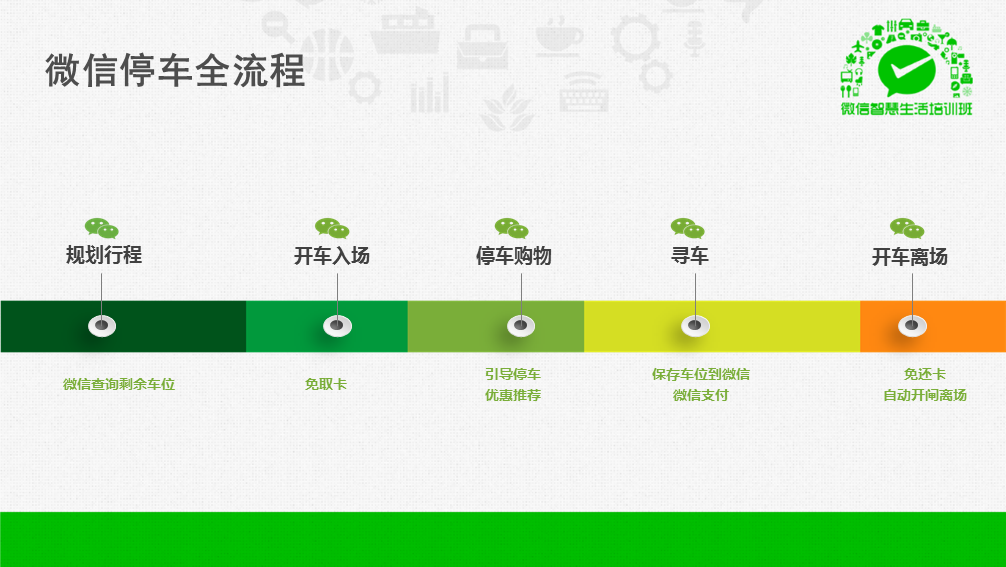 微信停车全流程
微信智慧生活培训班
规划行程
开车入场
停车购物
寻车
开车离场
微信查询剩余车位
免取卡
引导停车
优惠推荐
保存车位到微信
微信支付
免还卡
自动开闸离场